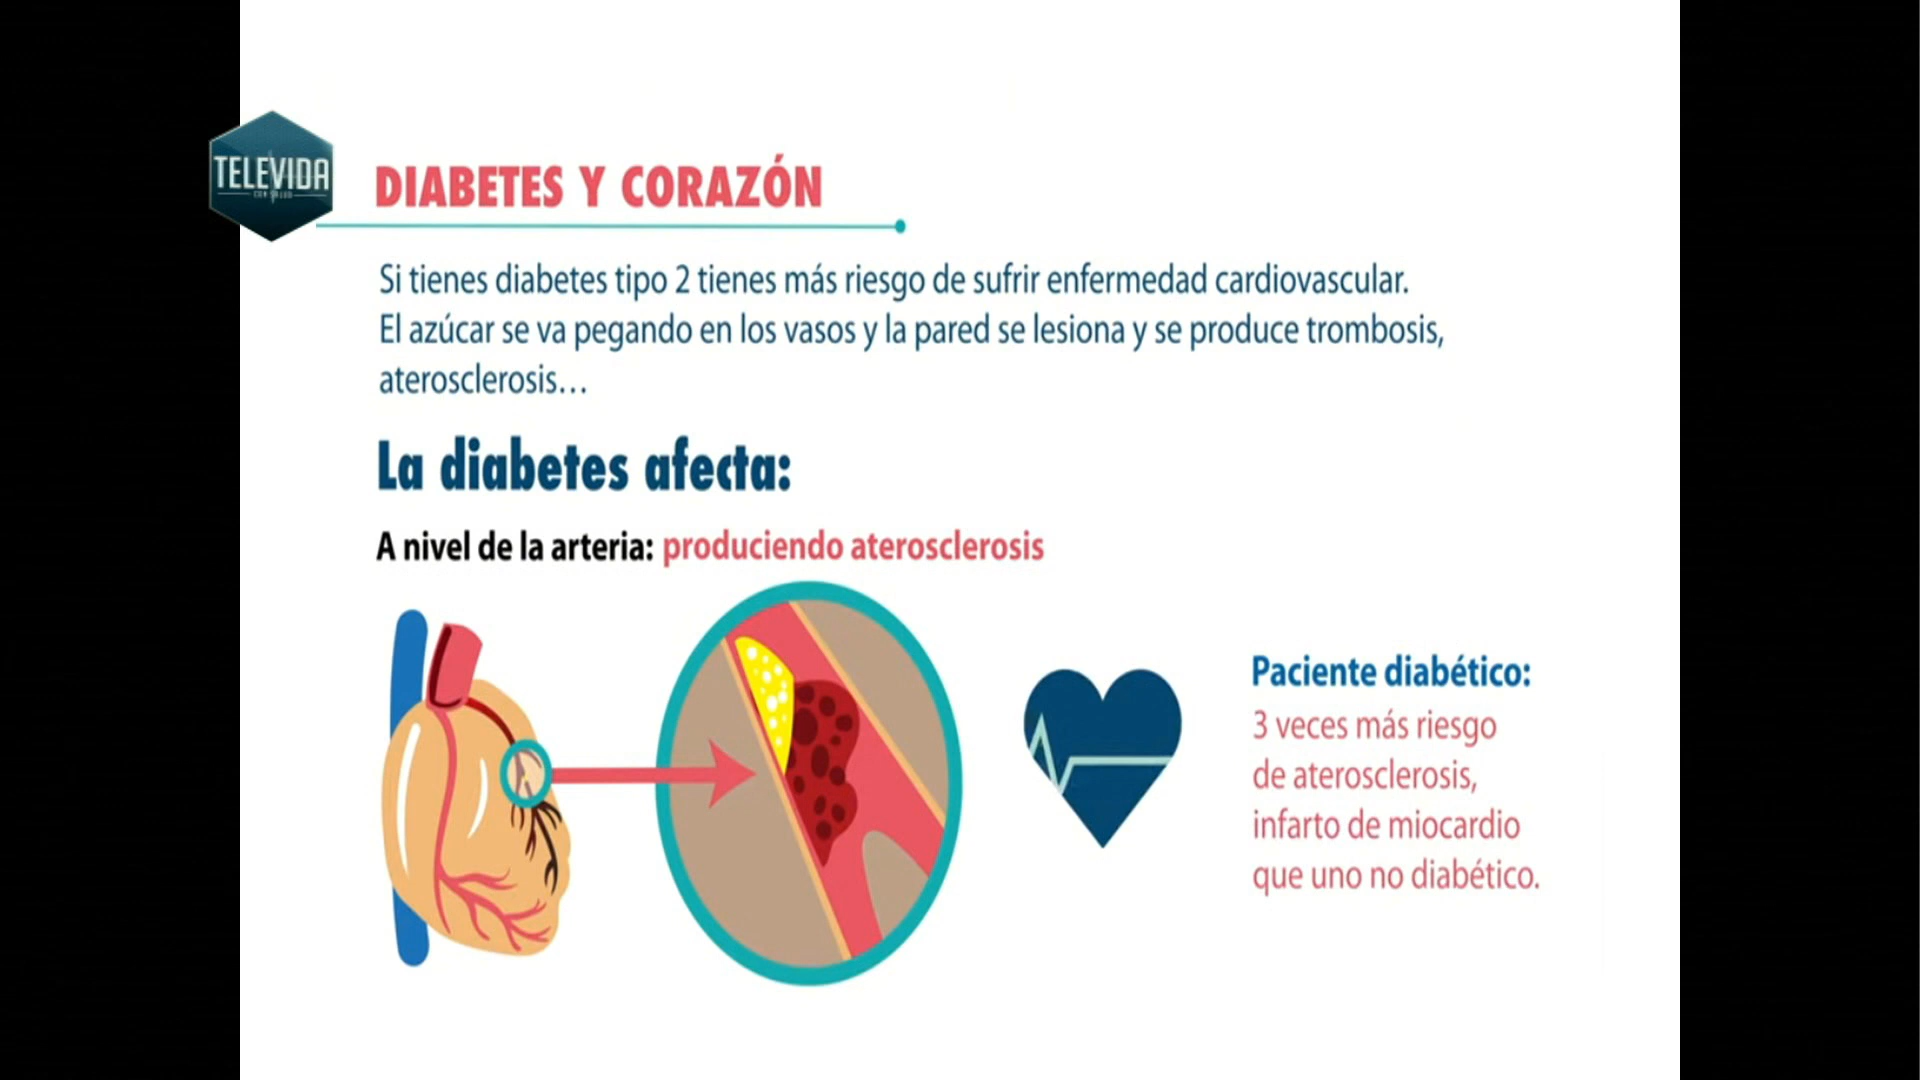 TELEVIDA
CON SALUD
DIABETES Y CORAZÓN
Si tienes diabetes tipo 2 tienes más riesgo de sufrir enfermedad cardiovascular.
El azúcar se va pegando en los vasos y la pared se lesiona y se produce trombosis,
aterosclerosis...
La diabetes afecta:
A nivel de la arteria: produciendo aterosclerosis
Paciente diabético:
3 veces más riesgo
de aterosclerosis,
infarto de miocardio
que uno no diabético.